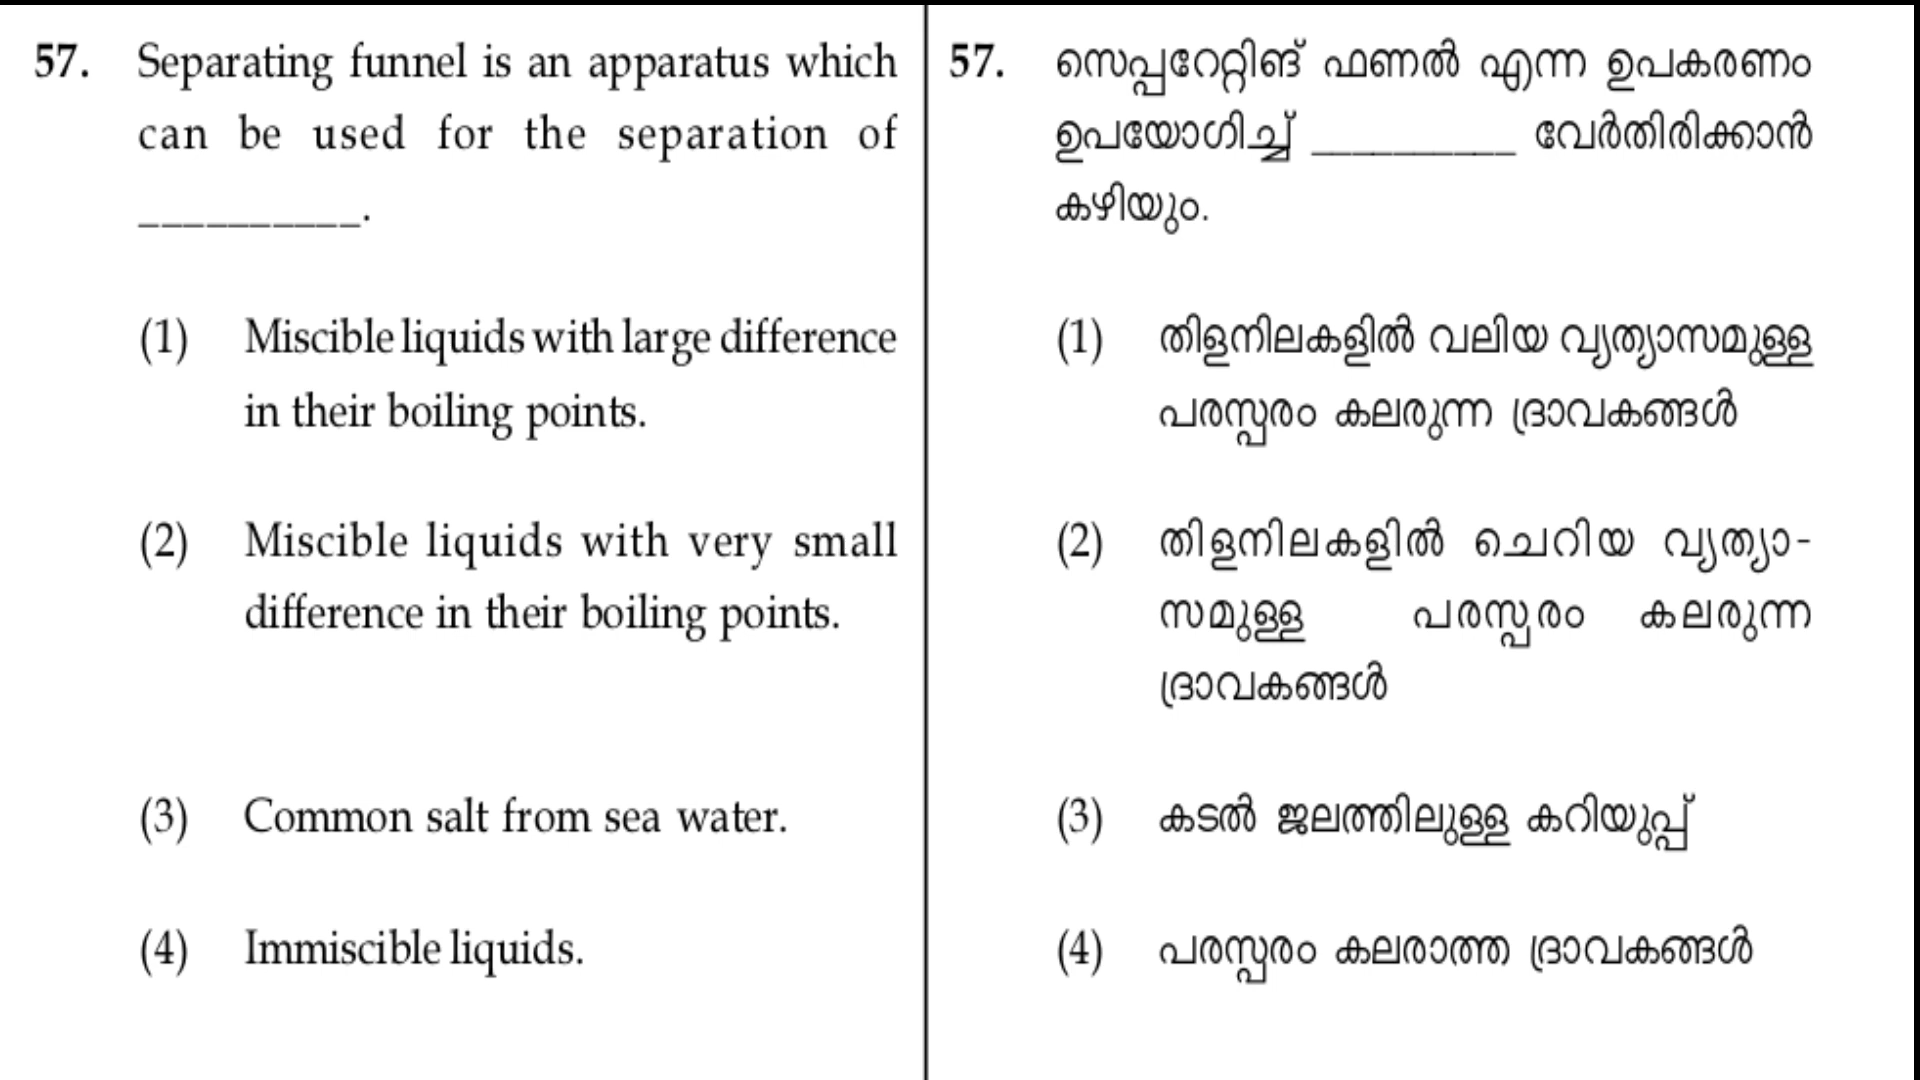 57. Separating funnel is an apparatus which
can be used for the separation of
__________.
(1) Miscible liquids with large difference
in their boiling points.
(2) Miscible liquids with very small
difference in their boiling points.
(3) Common salt from sea water.
(4) Immiscible liquids.
57. സെപ്പറേറ്റിങ് ഫണൽ എന്ന ഉപകരണം
ഉപയോഗിച്ച് __________ വേർതിരിക്കാൻ
കഴിയും.
(1) തിളനിലകളിൽ വലിയ വ്യത്യാസമുള്ള
പരസ്പരം കലരുന്ന ദ്രാവകങ്ങൾ
(2) തിളനിലകളിൽ ചെറിയ വ്യത്യാ-
സമുള്ള പരസ്പരം കലരുന്ന
ദ്രാവകങ്ങൾ
(3) കടൽ ജലത്തിലുള്ള കറിയുപ്പ്
(4) പരസ്പരം കലരാത്ത ദ്രാവകങ്ങൾ